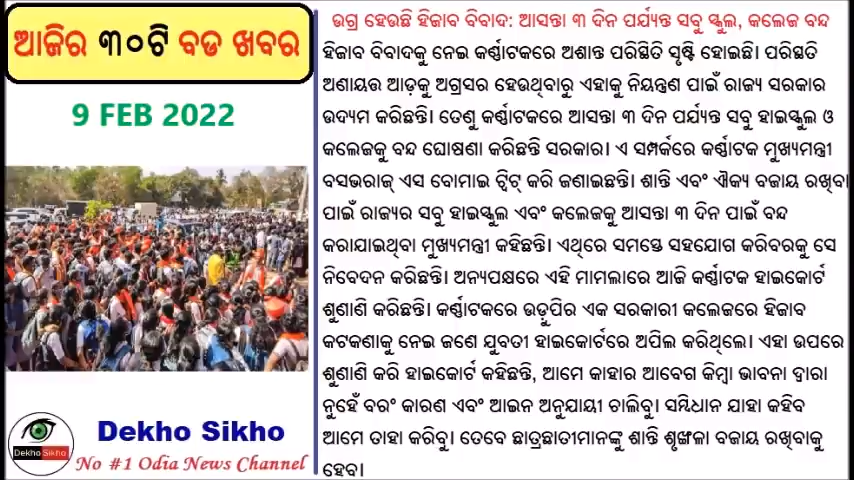 ଆଜିର ୩୦ଟି ବଡ ଖବର
9 FEB 2022
Dekho Sikho
Dekho Sikho
No #1 Odia News Channel
ଉଗ୍ର ହେଉଛି ହିଜାବ ବିବାଦ: ଆସନ୍ତା ୩ ଦିନ ପର୍ଯ୍ୟନ୍ତ ସବୁ ସ୍କୁଲ, କଲେଜ ବନ୍ଦ
ହିଜାବ ବିବାଦକୁ ନେଇ କର୍ଣ୍ଣାଟକରେ ଅଶାନ୍ତ ପରିସ୍ଥିତି ସୃଷ୍ଟି ହୋଇଛି। ପରିସ୍ଥତି
ଅଣାୟତ୍ତ ଆଡ଼କୁ ଅଗ୍ରସର ହେଉଥିବାରୁ ଏହାକୁ ନିୟନ୍ତ୍ରଣ ପାଇଁ ରାଜ୍ୟ ସରକାର
ଉଦ୍ୟମ କରିଛନ୍ତି। ତେଣୁ କର୍ଣ୍ଣାଟକରେ ଆସନ୍ତା ୩ ଦିନ ପର୍ଯ୍ୟନ୍ତ ସବୁ ହାଇସ୍କୁଲ ଓ
କଲେଜକୁ ବନ୍ଦ ଘୋଷଣା କରିଛନ୍ତି ସରକାର। ଏ ସମ୍ପର୍କରେ କର୍ଣ୍ଣାଟକ ମୁଖ୍ୟମନ୍ତ୍ରୀ
ବସଭରାଜ୍ ଏସ ବୋମାଇ ଟ୍ବିଟ୍ କରି ଜଣାଇଛନ୍ତି। ଶାନ୍ତି ଏବଂ ଐକ୍ୟ ବଜାୟ ରଖିବା
ପାଇଁ ରାଜ୍ୟର ସବୁ ହାଇସ୍କୁଲ ଏବଂ କଲେଜକୁ ଆସନ୍ତା ୩ ଦିନ ପାଇଁ ବନ୍ଦ
କରାଯାଇଥିବା ମୁଖ୍ୟମନ୍ତ୍ରୀ କହିଛନ୍ତି। ଏଥିରେ ସମସ୍ତେ ସହଯୋଗ କରିବରକୁ ସେ
ନିବେଦନ କରିଛନ୍ତି। ଅନ୍ୟପକ୍ଷରେ ଏହି ମାମଲାରେ ଆଜି କର୍ଣ୍ଣାଟକ ହାଇକୋର୍ଟ
ଶୁଣାଣି କରିଛନ୍ତି। କର୍ଣ୍ଣାଟକରେ ଉଡ଼ୁପିର ଏକ ସରକାରୀ କଲେଜରେ ହିଜାବ
କଟକଣାକୁ ନେଇ ଜଣେ ଯୁବତୀ ହାଇକୋର୍ଟରେ ଅପିଲ କରିଥିଲେ। ଏହା ଉପରେ
ଶୁଣାଣି କରି ହାଇକୋର୍ଟ କହିଛନ୍ତି, ଆମେ କାହାର ଆବେଗ କିମ୍ବା ଭାବନା ଦ୍ୱାରା
ନୁହେଁ ବରଂ କାରଣ ଏବଂ ଆଇନ ଅନୁଯାୟୀ ଚାଲିବୁ। ସମ୍ବିଧାନ ଯାହା କହିବ
ଆମେ ତାହା କରିବୁ। ତେବେ ଛାତ୍ରଛାତୀମାନଙ୍କୁ ଶାନ୍ତି ଶୃଙ୍ଖଳା ବଜାୟ ରଖିବାକୁ
ହେବ।